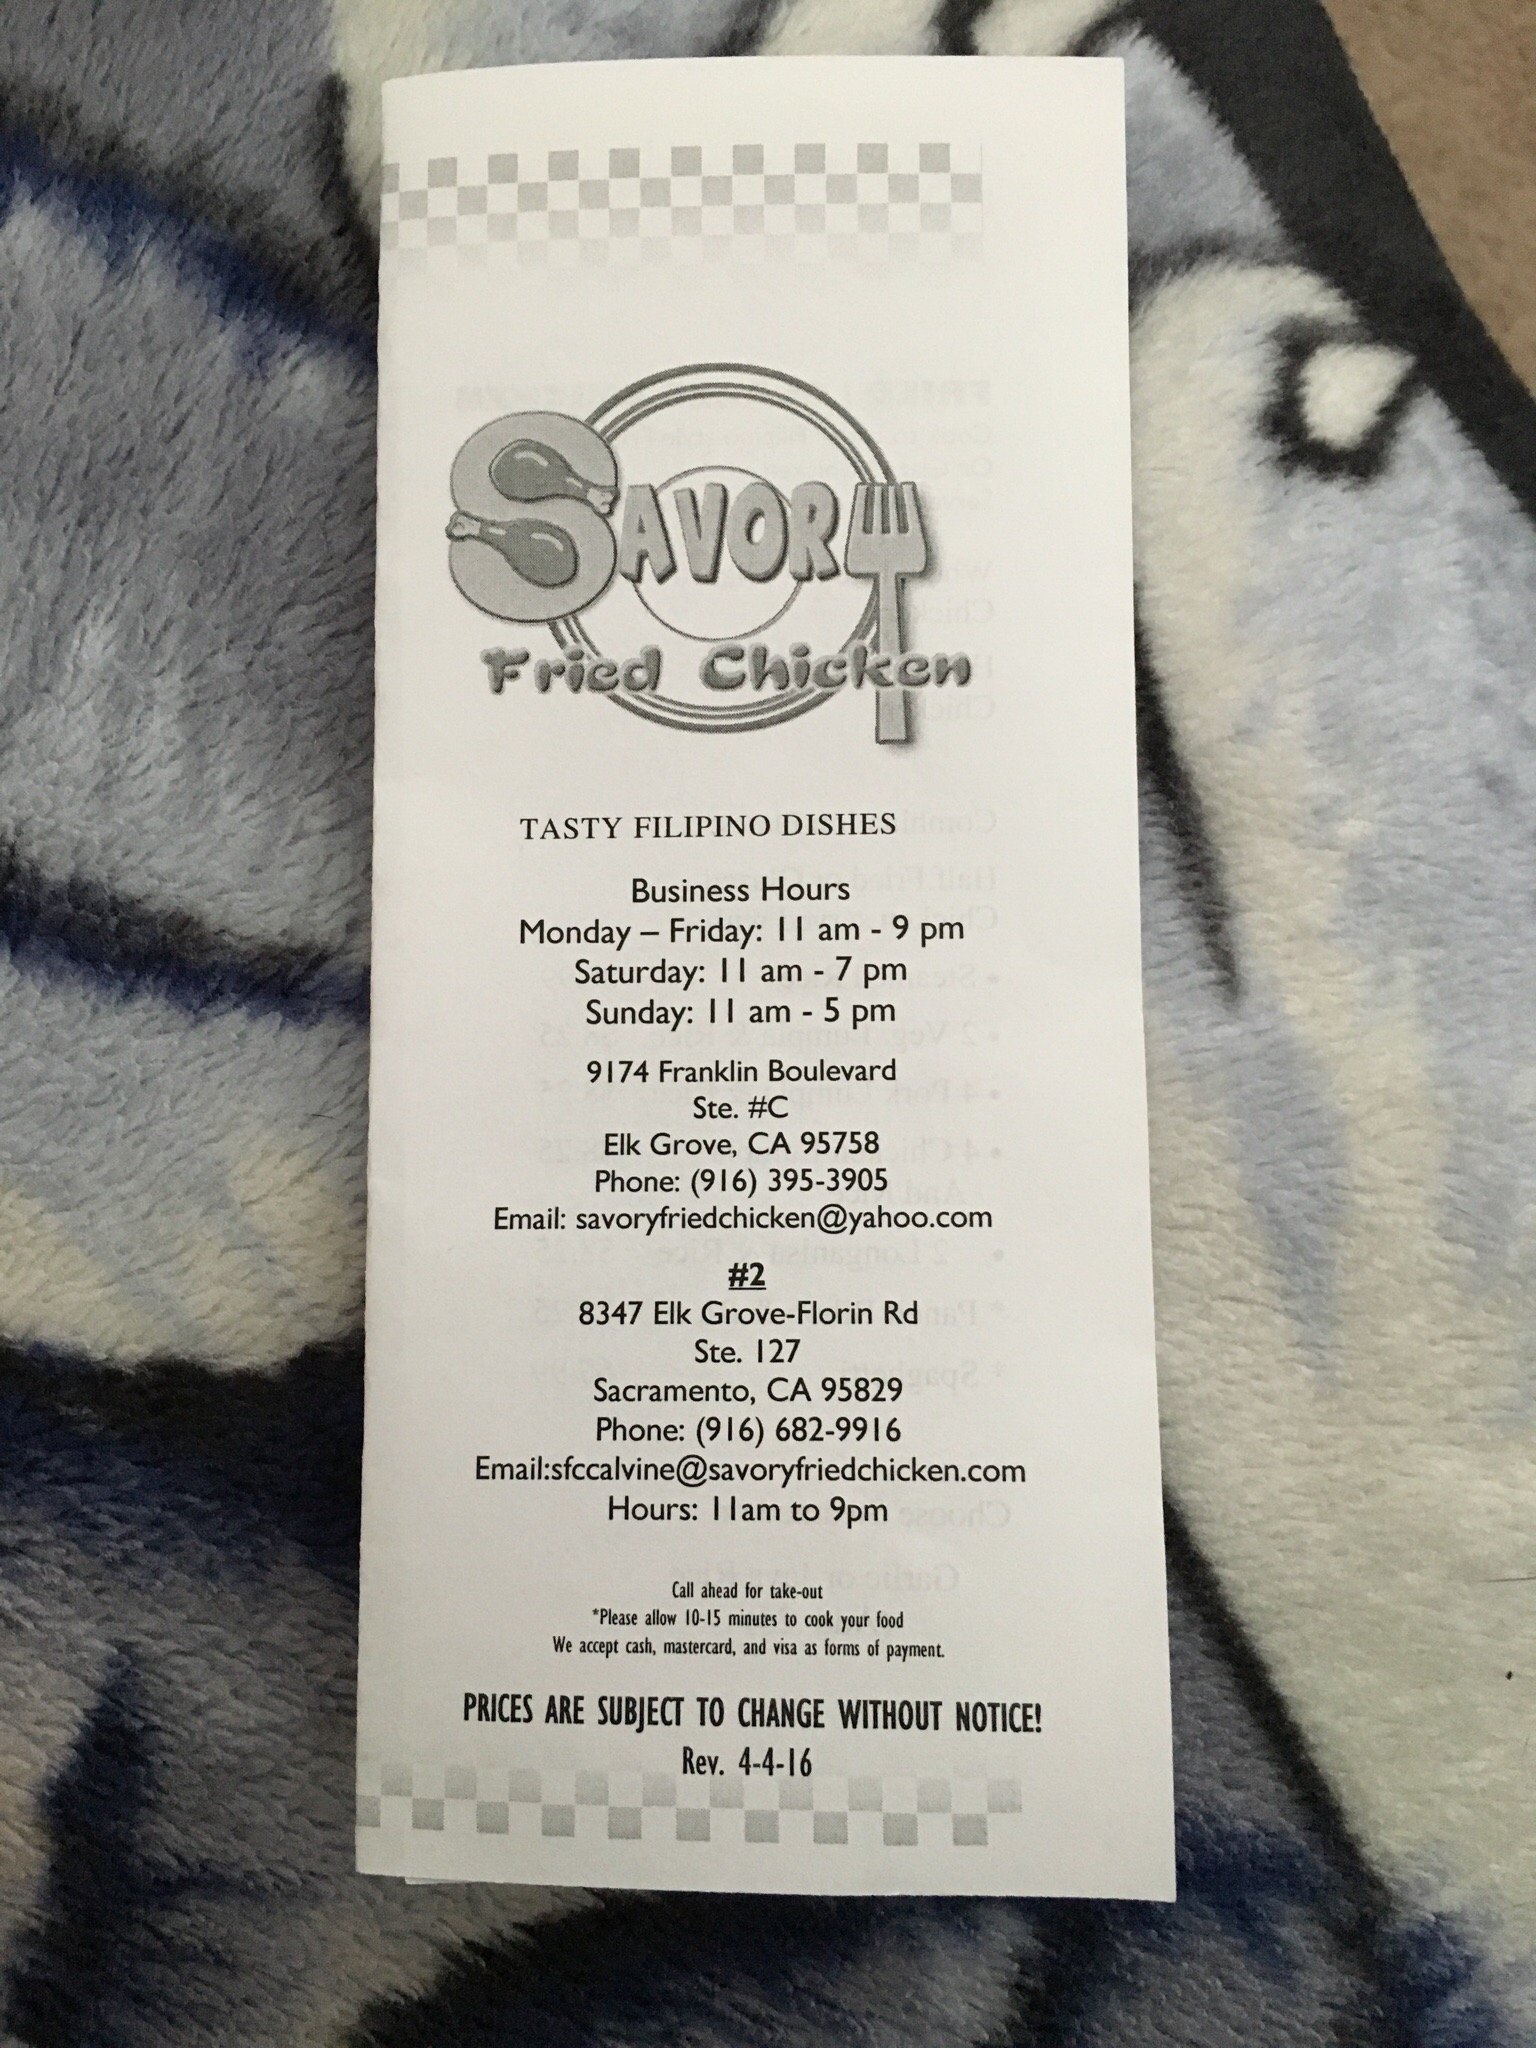 SAVORY
Fried Chicken
TASTY FILIPINO DISHES
Business Hours
Monday – Friday: 11 am - 9 pm
Saturday: 11 am - 7 pm
Sunday: 11 am - 5 pm
9174 Franklin Boulevard
Ste. #C
Elk Grove, CA 95758
Phone: (916) 395-3905
Email: savoryfriedchicken@yahoo.com
#2
8347 Elk Grove-Florin Rd
Ste. 127
Sacramento, CA 95829
Phone: (916) 682-9916
Email:sfccalvine@savoryfriedchicken.com
Hours: 11am to 9pm
Call ahead for take-out
*Please allow 10-15 minutes to cook your food
We accept cash, mastercard, and visa as forms of payment.
PRICES ARE SUBJECT TO CHANGE WITHOUT NOTICE!
Rev. 4-4-16